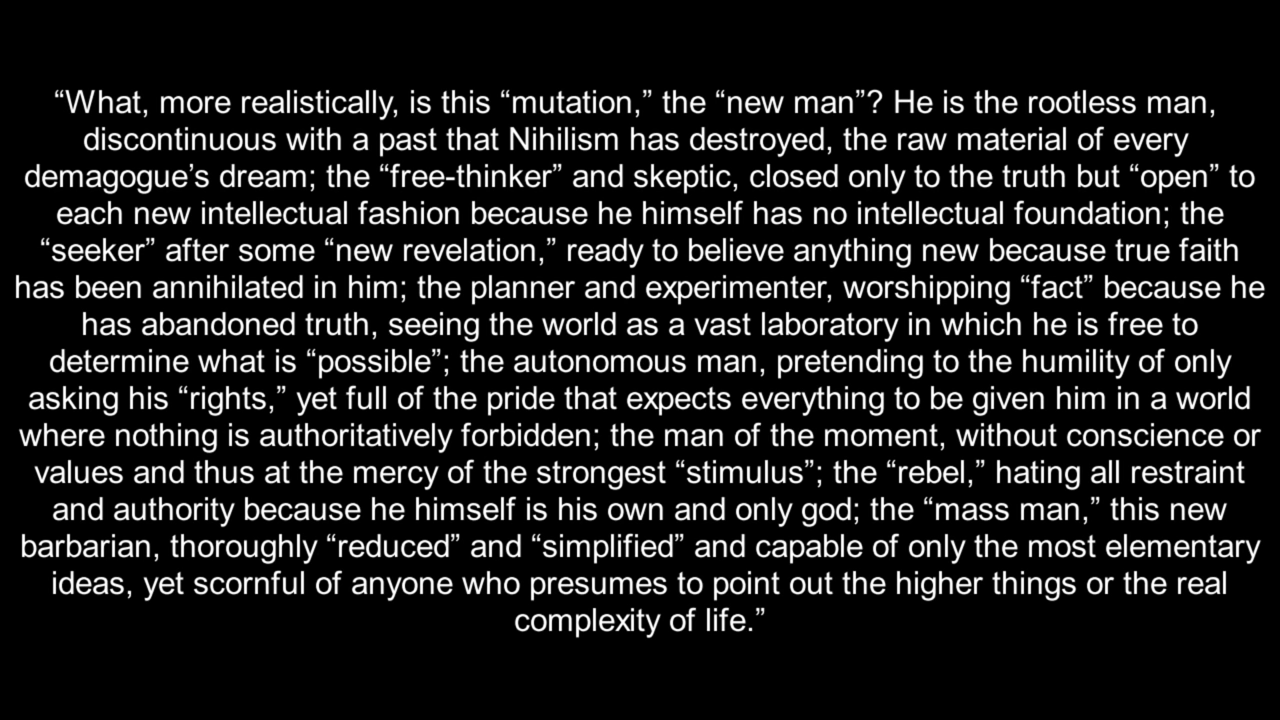 “What, more realistically, is this “mutation,” the “new man”? He is the rootless man,
discontinuous with a past that Nihilism has destroyed, the raw material of every
demagogue’s dream; the “free-thinker” and skeptic, closed only to the truth but “open” to
each new intellectual fashion because he himself has no intellectual foundation; the
“seeker” after some “new revelation,” ready to believe anything new because true faith
has been annihilated in him; the planner and experimenter, worshipping “fact” because he
has abandoned truth, seeing the world as a vast laboratory in which he is free to
determine what is “possible”; the autonomous man, pretending to the humility of only
asking his “rights,” yet full of the pride that expects everything to be given him in a world
where nothing is authoritatively forbidden; the man of the moment, without conscience or
values and thus at the mercy of the strongest “stimulus”; the “rebel,” hating all restraint
and authority because he himself is his own and only god; the “mass man,” this new
barbarian, thoroughly “reduced” and “simplified” and capable of only the most elementary
ideas, yet scornful of anyone who presumes to point out the higher things or the real
complexity of life.”